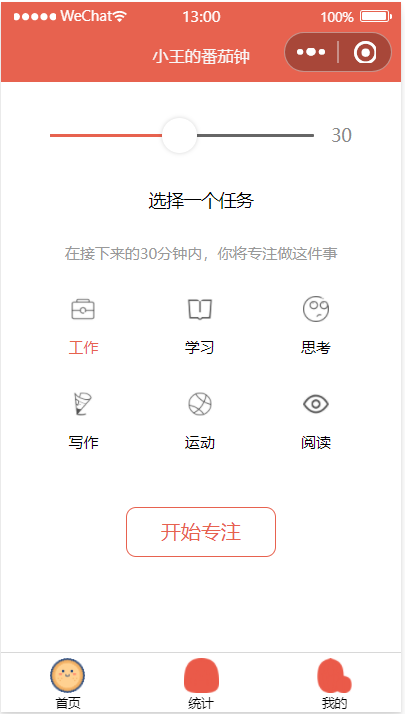 WeChat 13:00 100%
小王的番茄钟
30
选择一个任务
在接下来的30分钟内，你将专注做这件事
工作 学习 思考
写作 运动 阅读
开始专注
首页 统计 我的